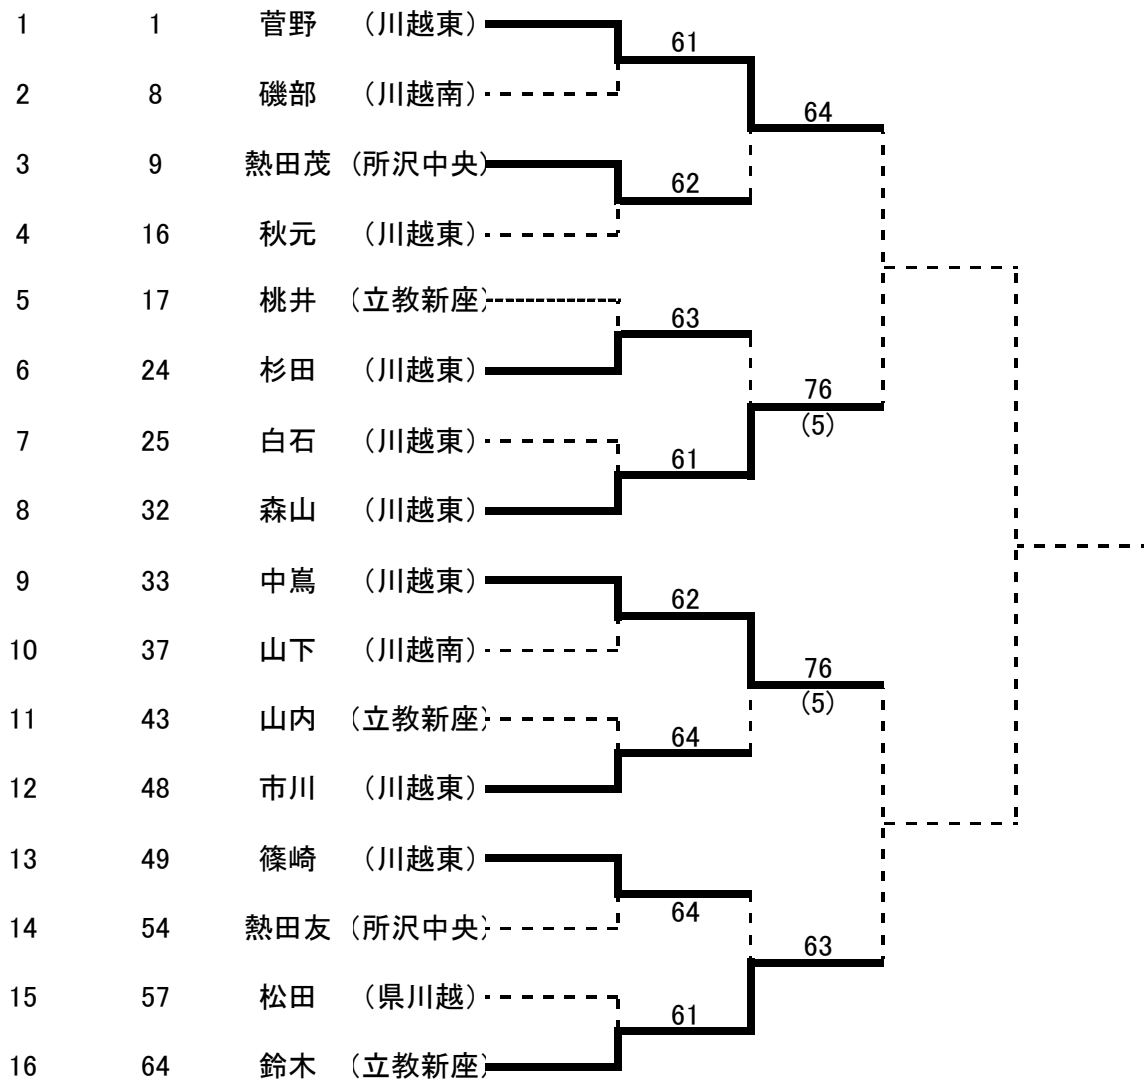 1 1 菅野 （川越東）
61
2 8 磯部 （川越南）
64
3 9 熱田茂 （所沢中央）
62
4 16 秋元 （川越東）
5 17 桃井 （立教新座）
63
6 24 杉田 （川越東）
76
(5)
7 25 白石 （川越東）
61
8 32 森山 （川越東）
9 33 中嶌 （川越東）
62
10 37 山下 （川越南）
76
(5)
11 43 山内 （立教新座）
64
12 48 市川 （川越東）
13 49 篠崎 （川越東）
64
14 54 熱田友 （所沢中央）
63
15 57 松田 （県川越）
61
16 64 鈴木 （立教新座）